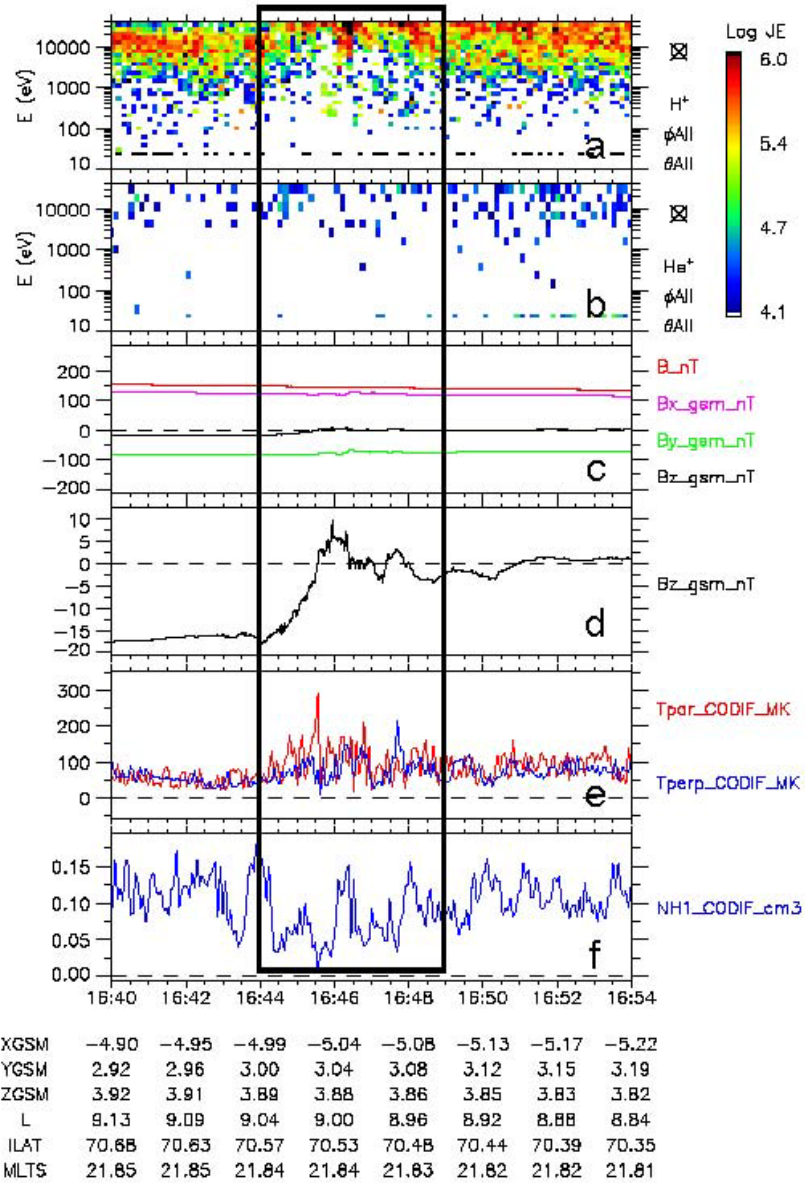 Log JE
E (eV)
10000
1000
100
10
H+
ϕAll
θAll
a
6.0
5.4
4.7
4.1
E (eV)
10000
1000
100
10
He+
ϕAll
θAll
b
200
100
0
-100
-200
B_nT
Bx_gsm_nT
By_gsm_nT
Bz_gsm_nT
c
10
5
0
-5
-10
-15
-20
Bz_gsm_nT
d
300
200
100
0
Tpar_CODIF_MK
Tperp_CODIF_MK
e
0.15
0.10
0.05
0.00
NH1_CODIF_cm3
f
16:40 16:42 16:44 16:46 16:48 16:50 16:52 16:54
XGSM -4.90 -4.95 -4.99 -5.04 -5.08 -5.13 -5.17 -5.22
YGSM 2.92 2.96 3.00 3.04 3.08 3.12 3.15 3.19
ZGSM 3.92 3.91 3.89 3.88 3.86 3.85 3.83 3.82
L 9.13 9.09 9.04 9.00 8.96 8.92 8.88 8.84
ILAT 70.68 70.63 70.57 70.53 70.48 70.44 70.39 70.35
MLTS 21.85 21.85 21.84 21.84 21.83 21.82 21.82 21.81